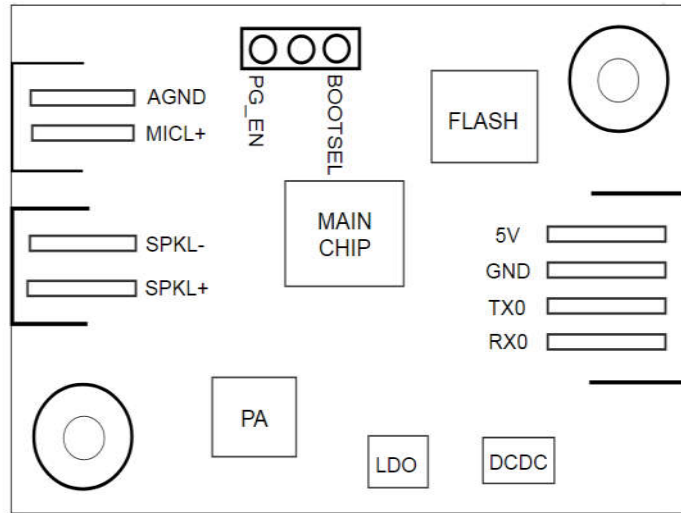 AGND
MICL+
PG_EN
BOOTSEL
FLASH
MAIN
CHIP
SPKL-
SPKL+
5V
GND
TX0
RX0
PA
LDO
DCDC